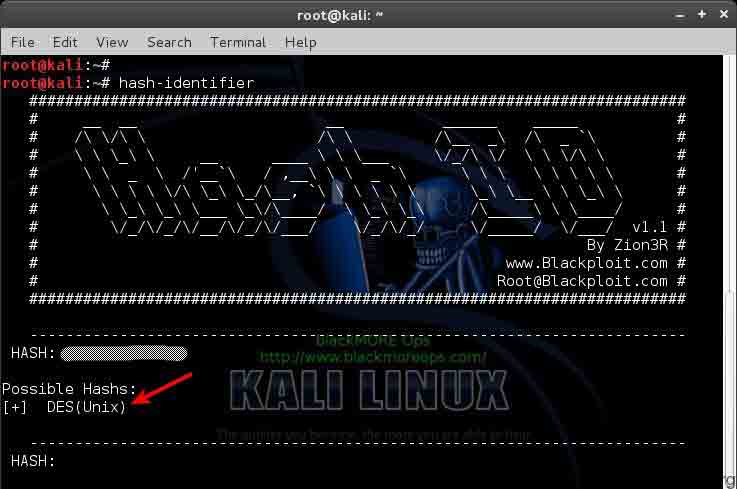 root@kali: ~
File Edit View Search Terminal Help
root@kali:~#
root@kali:~# hash-identifier
#########################################################################
Hash ID
v1.1 #
# By Zion3R #
# www.Blackploit.com #
# Root@Blackploit.com #
#########################################################################
-------------------------------------------------------------------------
HASH:
BlackMORE Ops
http://www.blackmoreops.com/
Possible Hashs:
[+] DES(Unix)
KALI LINUX
The quieter you become, the more you are able to hear
-------------------------------------------------------------------------
HASH: